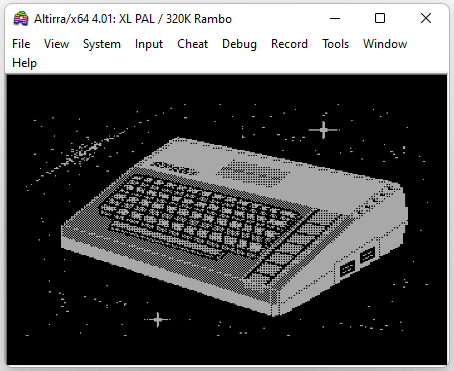 Altirra/x64 4.01: XL PAL / 320K Rambo
File View System Input Cheat Debug Record Tools Window
Help